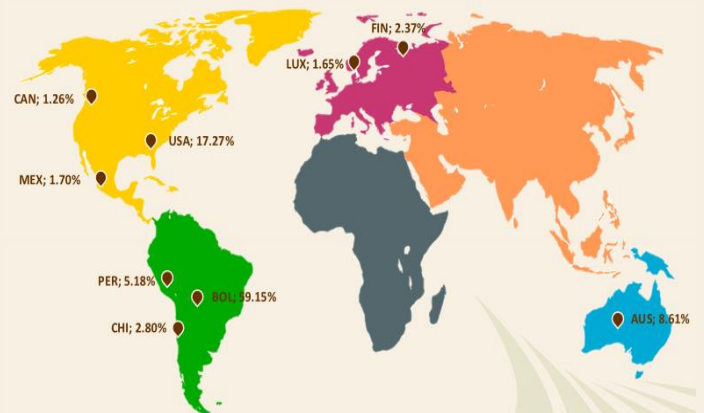 FIN; 2.37%
LUX; 1.65%
CAN; 1.26%
USA; 17.27%
MEX; 1.70%
PER; 5.18%
BOL; 59.15%
CHI; 2.80%
AUS; 8.61%